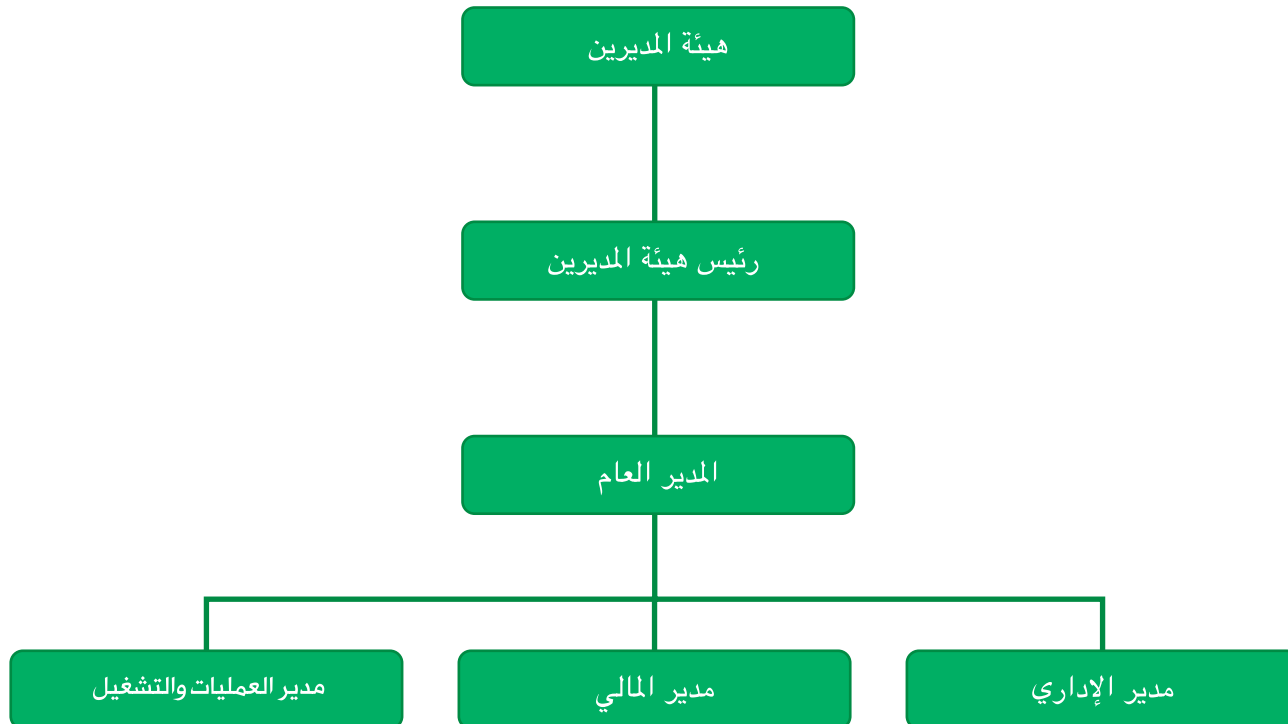 هيئة المديرين
رئيس هيئة المديرين
المدير العام
مدير الإداري
مدير المالي
مدير العمليات والتشغيل